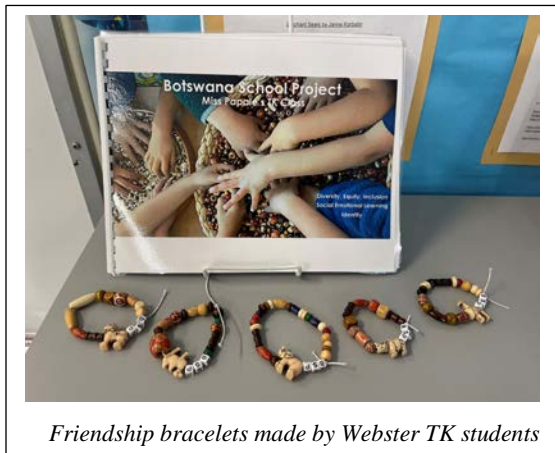 Botswana School Project
Miss Papale's TK Class
Diversity, Equity, Inclusion
Social Emotional Learning
Identity
Friendship bracelets made by Webster TK students